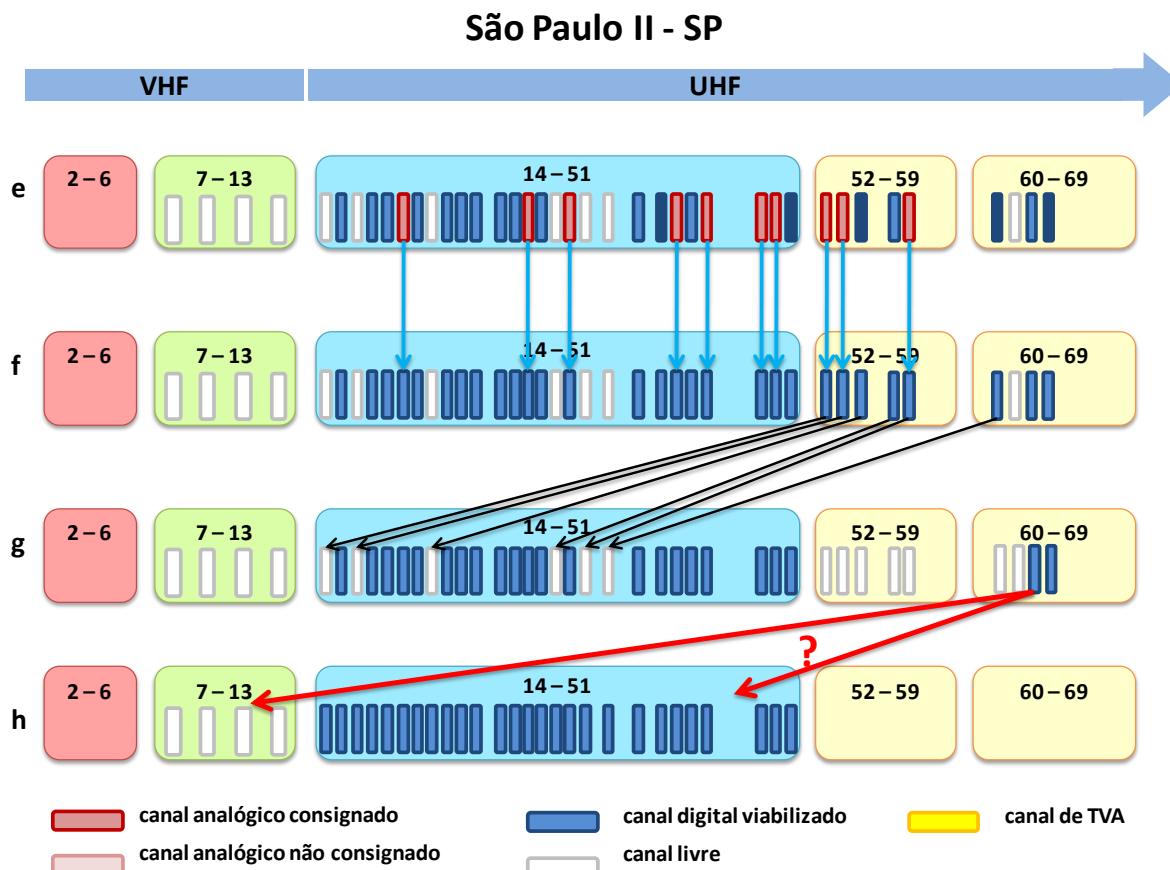 São Paulo II - SP
VHF UHF
e 2 – 6 7 – 13 14 – 51 52 – 59 60 – 69
f 2 – 6 7 – 13 14 – 51 52 – 59 60 – 69
g 2 – 6 7 – 13 14 – 51 52 – 59 60 – 69
?
h 2 – 6 7 – 13 14 – 51 52 – 59 60 – 69
canal analógico consignado canal digital viabilizado canal de TVA
canal analógico não consignado canal livre